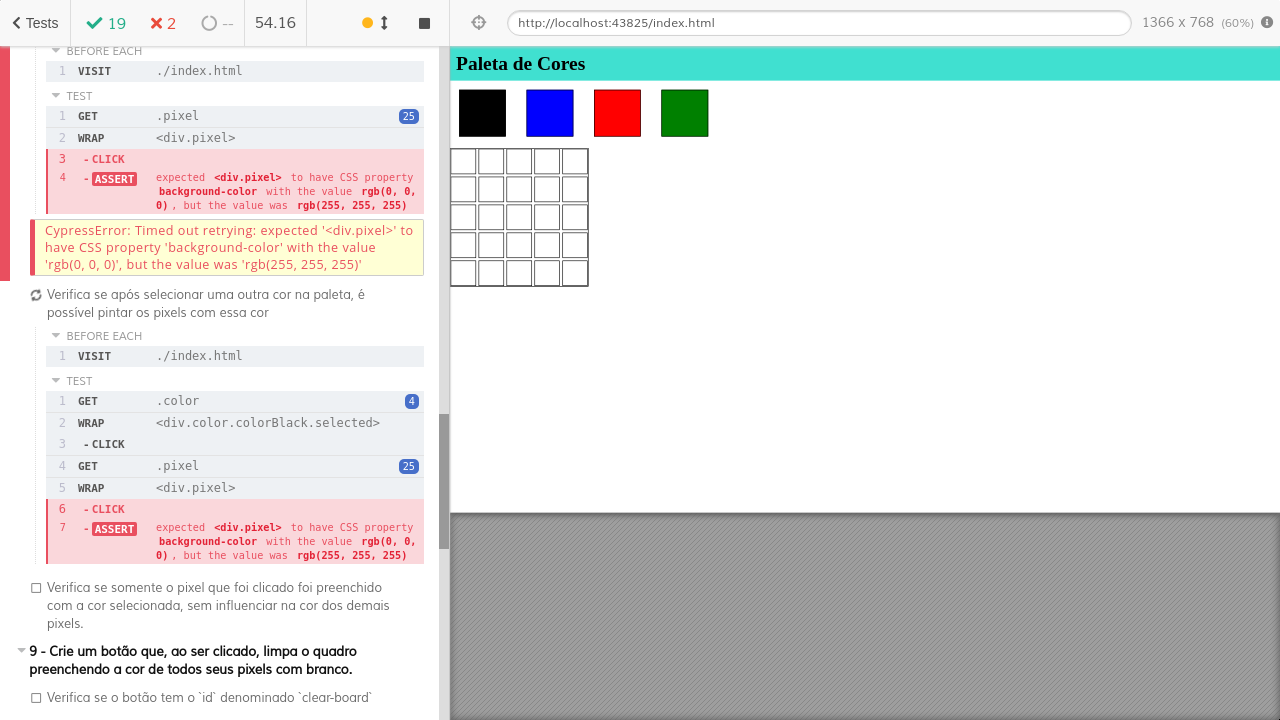 Tests
19
2
--
54.16
http://localhost:43825/index.html
1366 x 768 (60%)
BEFORE EACH
1 VISIT ./index.html
TEST
1 GET .pixel 25
2 WRAP <div.pixel>
3 - CLICK
4 - ASSERT expected <div.pixel> to have CSS property
background-color with the value rgb(0, 0,
0) , but the value was rgb(255, 255, 255)
CypressError: Timed out retrying: expected '<div.pixel>' to
have CSS property 'background-color' with the value
'rgb(0, 0, 0)', but the value was 'rgb(255, 255, 255)'
Verifica se após selecionar uma outra cor na paleta, é
possível pintar os pixels com essa cor
BEFORE EACH
1 VISIT ./index.html
TEST
1 GET .color 4
2 WRAP <div.color.colorBlack.selected>
3 - CLICK
4 GET .pixel 25
5 WRAP <div.pixel>
6 - CLICK
7 - ASSERT expected <div.pixel> to have CSS property
background-color with the value rgb(0, 0,
0) , but the value was rgb(255, 255, 255)
Verifica se somente o pixel que foi clicado foi preenchido
com a cor selecionada, sem influenciar na cor dos demais
pixels.
9 - Crie um botão que, ao ser clicado, limpa o quadro
preenchendo a cor de todos seus pixels com branco.
Verifica se o botão tem o `id` denominado `clear-board`
Paleta de Cores